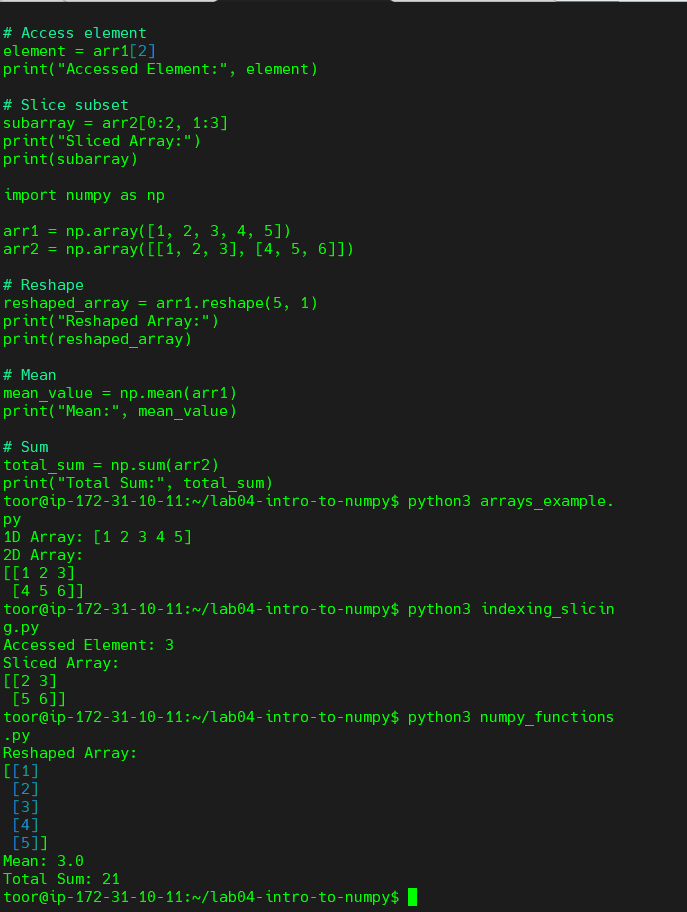 # Access element
element = arr1[2]
print("Accessed Element:", element)
# Slice subset
subarray = arr2[0:2, 1:3]
print("Sliced Array:")
print(subarray)
import numpy as np
arr1 = np.array([1, 2, 3, 4, 5])
arr2 = np.array([[1, 2, 3], [4, 5, 6]])
# Reshape
reshaped_array = arr1.reshape(5, 1)
print("Reshaped Array:")
print(reshaped_array)
# Mean
mean_value = np.mean(arr1)
print("Mean:", mean_value)
# Sum
total_sum = np.sum(arr2)
print("Total Sum:", total_sum)
toor@ip-172-31-10-11:~/lab04-intro-to-numpy$ python3 arrays_example.
py
1D Array: [1 2 3 4 5]
2D Array:
[[1 2 3]
 [4 5 6]]
toor@ip-172-31-10-11:~/lab04-intro-to-numpy$ python3 indexing_slicin
g.py
Accessed Element: 3
Sliced Array:
[[2 3]
 [5 6]]
toor@ip-172-31-10-11:~/lab04-intro-to-numpy$ python3 numpy_functions
.py
Reshaped Array:
[[1]
 [2]
 [3]
 [4]
 [5]]
Mean: 3.0
Total Sum: 21
toor@ip-172-31-10-11:~/lab04-intro-to-numpy$